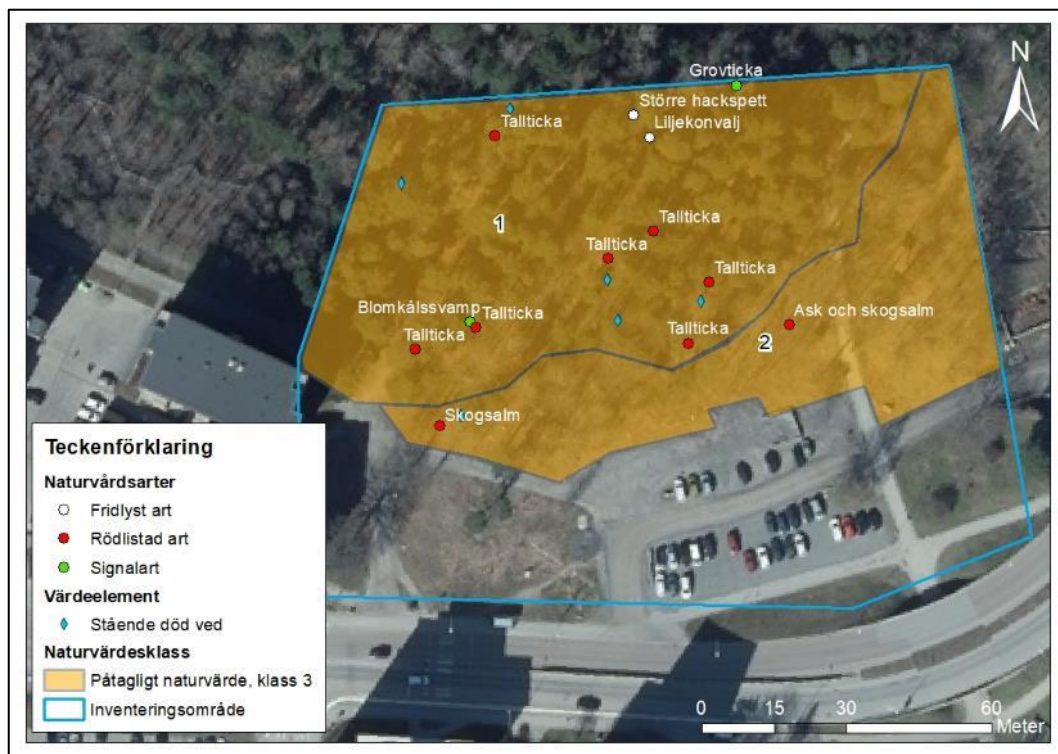 N
Grovticka
Större hackspett
Liljekonvalj
Tallticka
1
Tallticka
Tallticka
Tallticka
Blomkålssvamp
Tallticka
Ask och skogsalm
Tallticka
Tallticka
2
Skogsalm
Teckenförklaring
Naturvårdsarter
Fridlyst art
Rödlistad art
Signalart
Värdeelement
Stående död ved
Naturvärdesklass
Påtagligt naturvärde, klass 3
Inventeringsområde
0 15 30 60
Meter